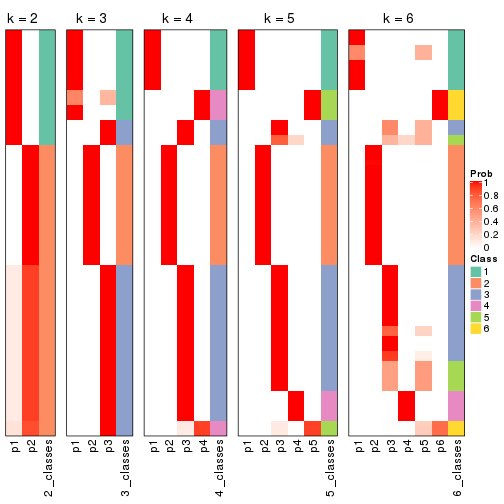 k = 2
k = 3
k = 4
k = 5
k = 6
Prob
1
0.8
0.6
0.4
0.2
0
Class
1
2
3
4
5
6
p1
p2
2_classes
p1
p2
p3
3_classes
p1
p2
p3
p4
4_classes
p1
p2
p3
p4
p5
5_classes
p1
p2
p3
p4
p5
p6
6_classes